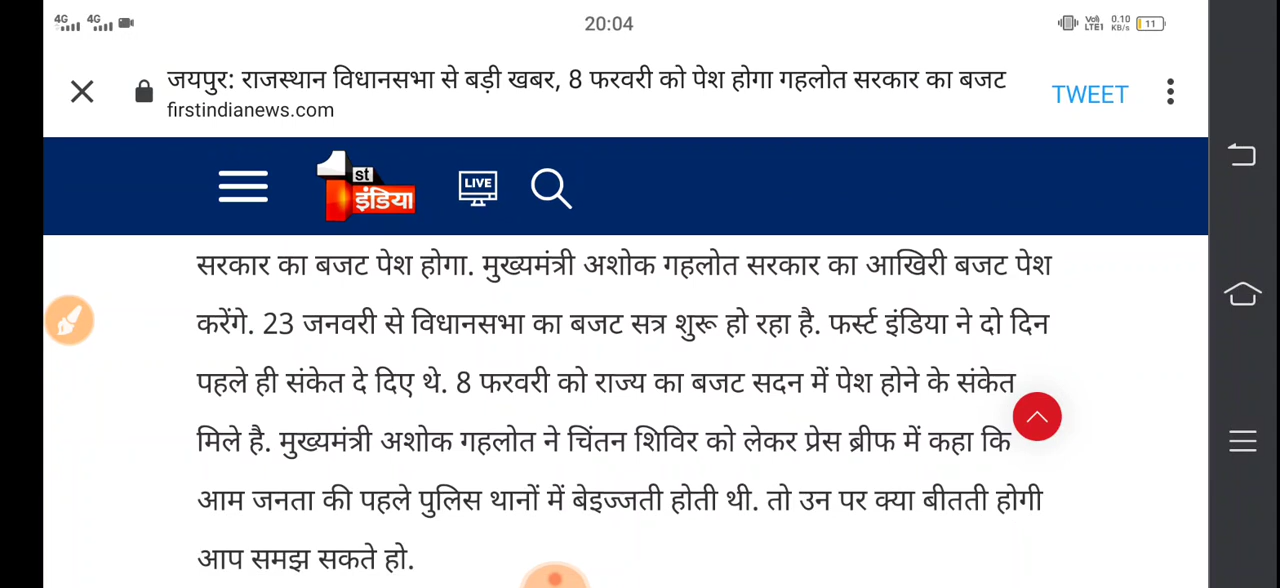 4G 4G 20:04 VoD LTE1 0.10 KB/s 11
जयपुर: राजस्थान विधानसभा से बड़ी खबर, 8 फरवरी को पेश होगा गहलोत सरकार का बजट
firstindianews.com
TWEET
1st इंडिया
LIVE
सरकार का बजट पेश होगा. मुख्यमंत्री अशोक गहलोत सरकार का आखिरी बजट पेश
करेंगे. 23 जनवरी से विधानसभा का बजट सत्र शुरू हो रहा है. फर्स्ट इंडिया ने दो दिन
पहले ही संकेत दे दिए थे. 8 फरवरी को राज्य का बजट सदन में पेश होने के संकेत
मिले है. मुख्यमंत्री अशोक गहलोत ने चिंतन शिविर को लेकर प्रेस ब्रीफ में कहा कि
आम जनता की पहले पुलिस थानों में बेइज्जती होती थी. तो उन पर क्या बीतती होगी
आप समझ सकते हो.